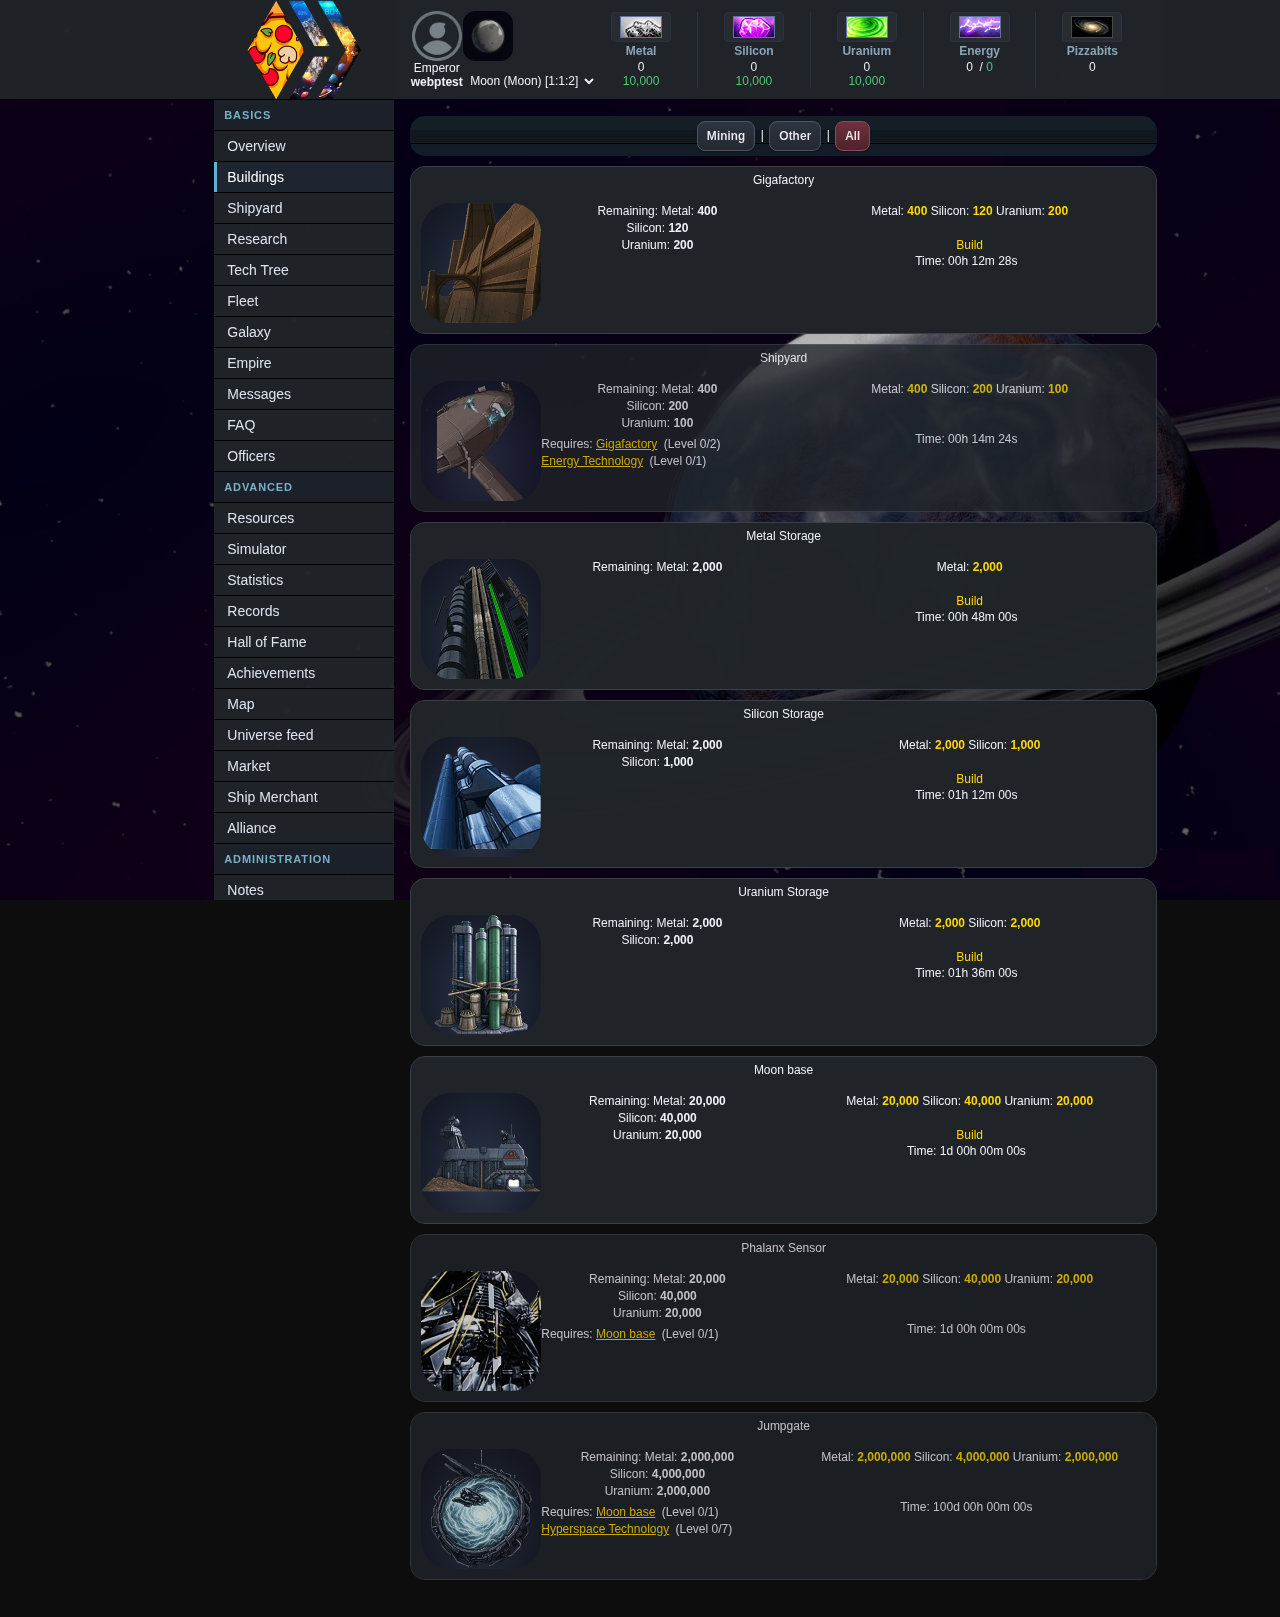 Emperor
webptest
Moon (Moon) [1:1:2]
Metal
0
10,000
Silicon
0
10,000
Uranium
0
10,000
Energy
0 / 0
Pizzabits
0
BASICS
Overview
Buildings
Shipyard
Research
Tech Tree
Fleet
Galaxy
Empire
Messages
FAQ
Officers
ADVANCED
Resources
Simulator
Statistics
Records
Hall of Fame
Achievements
Map
Universe feed
Market
Ship Merchant
Alliance
ADMINISTRATION
Notes
Mining | Other | All
Gigafactory
Remaining: Metal: 400
Silicon: 120
Uranium: 200
Metal: 400 Silicon: 120 Uranium: 200
Build
Time: 00h 12m 28s
Shipyard
Remaining: Metal: 400
Silicon: 200
Uranium: 100
Requires: Gigafactory (Level 0/2)
Energy Technology (Level 0/1)
Metal: 400 Silicon: 200 Uranium: 100
Time: 00h 14m 24s
Metal Storage
Remaining: Metal: 2,000
Metal: 2,000
Build
Time: 00h 48m 00s
Silicon Storage
Remaining: Metal: 2,000
Silicon: 1,000
Metal: 2,000 Silicon: 1,000
Build
Time: 01h 12m 00s
Uranium Storage
Remaining: Metal: 2,000
Silicon: 2,000
Metal: 2,000 Silicon: 2,000
Build
Time: 01h 36m 00s
Moon base
Remaining: Metal: 20,000
Silicon: 40,000
Uranium: 20,000
Metal: 20,000 Silicon: 40,000 Uranium: 20,000
Build
Time: 1d 00h 00m 00s
Phalanx Sensor
Remaining: Metal: 20,000
Silicon: 40,000
Uranium: 20,000
Requires: Moon base (Level 0/1)
Metal: 20,000 Silicon: 40,000 Uranium: 20,000
Time: 1d 00h 00m 00s
Jumpgate
Remaining: Metal: 2,000,000
Silicon: 4,000,000
Uranium: 2,000,000
Requires: Moon base (Level 0/1)
Hyperspace Technology (Level 0/7)
Metal: 2,000,000 Silicon: 4,000,000 Uranium: 2,000,000
Time: 100d 00h 00m 00s